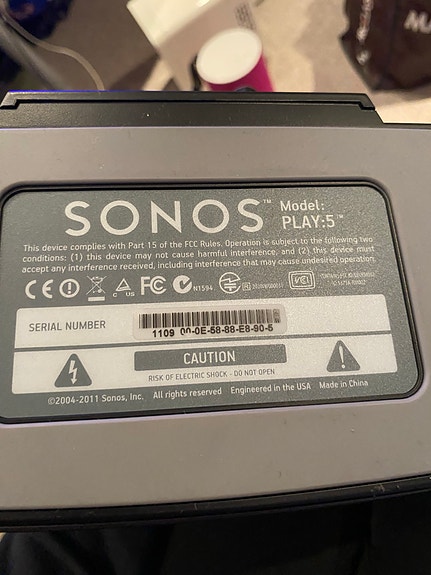 SONOS™ Model:
PLAY:5™
This device complies with Part 15 of the FCC Rules. Operation is subject to the following two
conditions: (1) this device may not cause harmful interference, and (2) this device must
accept any interference received, including interference that may cause undesired operation.
CE FC N1594 R VCI
SERIAL NUMBER
1109 00-0E-58-88-E8-90-5
CAUTION
RISK OF ELECTRIC SHOCK - DO NOT OPEN
©2004-2011 Sonos, Inc. All rights reserved Engineered in the USA Made in China